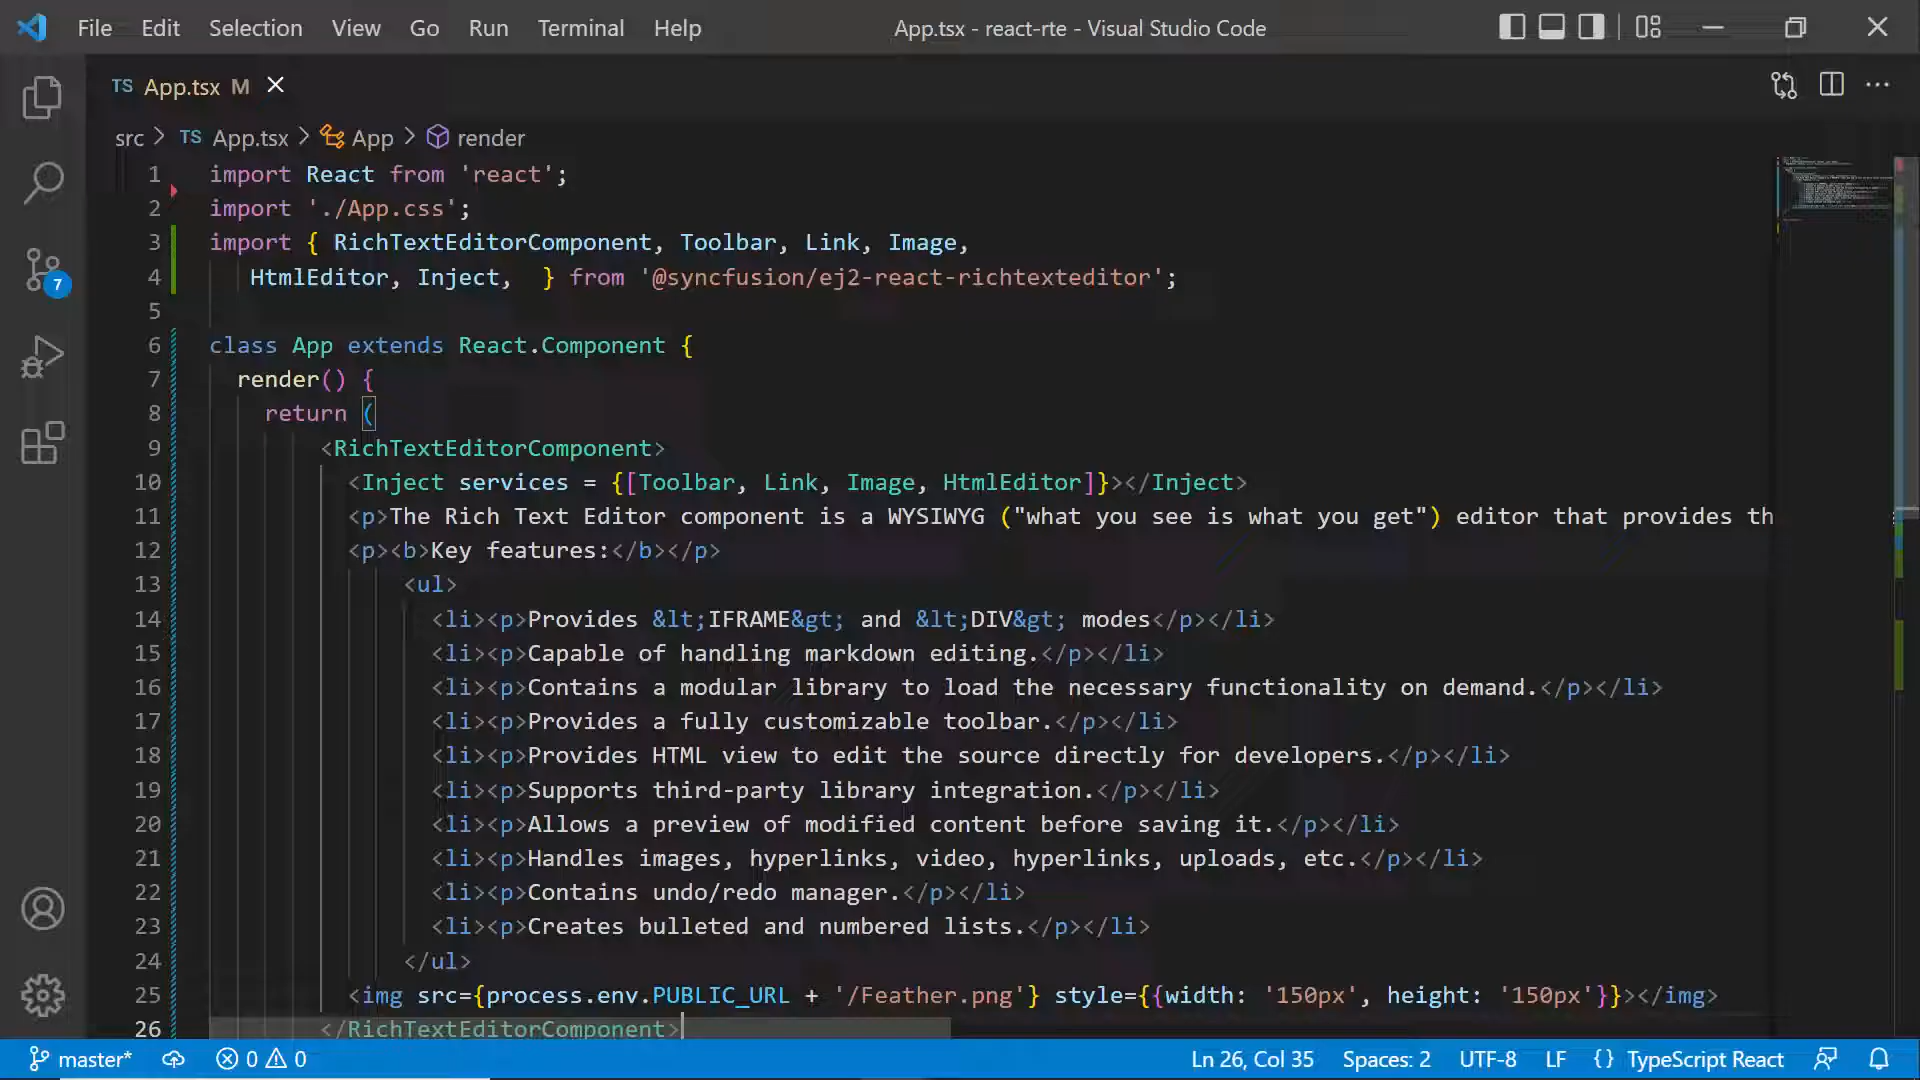 File Edit Selection View Go Run Terminal Help App.tsx - react-rte - Visual Studio Code
TS App.tsx M
src > TS App.tsx > App > render
1 import React from 'react';
2 import './App.css';
3 import { RichTextEditorComponent, Toolbar, Link, Image,
4 HtmlEditor, Inject,  } from '@syncfusion/ej2-react-richtexteditor';
5
6 class App extends React.Component {
7 render() {
8 return (
9 <RichTextEditorComponent>
10 <Inject services = {[Toolbar, Link, Image, HtmlEditor]}></Inject>
11 <p>The Rich Text Editor component is a WYSIWYG ("what you see is what you get") editor that provides th
12 <p><b>Key features:</b></p>
13 <ul>
14 <li><p>Provides &lt;IFRAME&gt; and &lt;DIV&gt; modes</p></li>
15 <li><p>Capable of handling markdown editing.</p></li>
16 <li><p>Contains a modular library to load the necessary functionality on demand.</p></li>
17 <li><p>Provides a fully customizable toolbar.</p></li>
18 <li><p>Provides HTML view to edit the source directly for developers.</p></li>
19 <li><p>Supports third-party library integration.</p></li>
20 <li><p>Allows a preview of modified content before saving it.</p></li>
21 <li><p>Handles images, hyperlinks, video, hyperlinks, uploads, etc.</p></li>
22 <li><p>Contains undo/redo manager.</p></li>
23 <li><p>Creates bulleted and numbered lists.</p></li>
24 </ul>
25 <img src={process.env.PUBLIC_URL + '/Feather.png'} style={{width: '150px', height: '150px'}}></img>
26 </RichTextEditorComponent>
7
master* 0 0 Ln 26, Col 35 Spaces: 2 UTF-8 LF {} TypeScript React